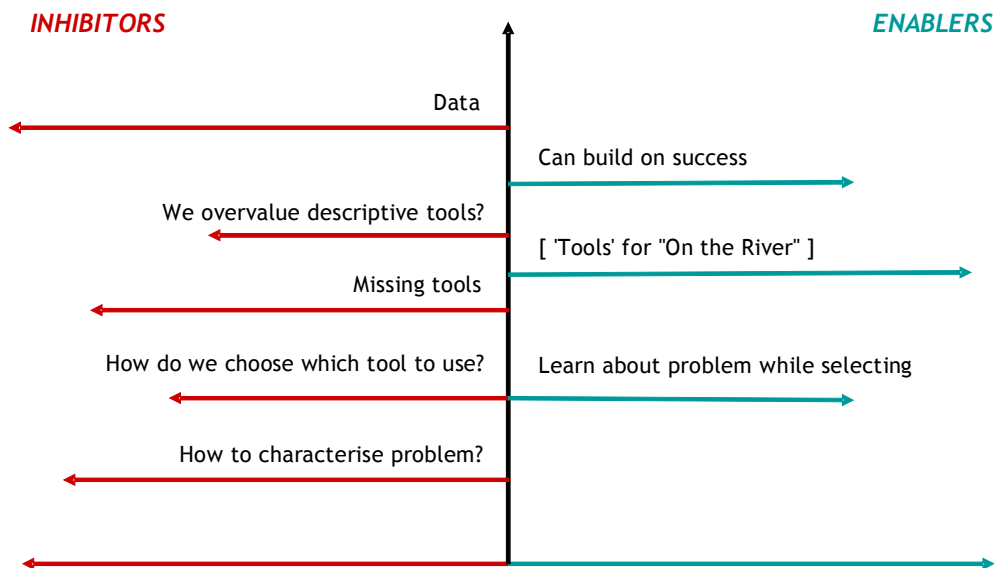 INHIBITORS
ENABLERS
Data
Can build on success
We overvalue descriptive tools?
[ 'Tools' for "On the River" ]
Missing tools
How do we choose which tool to use?
Learn about problem while selecting
How to characterise problem?